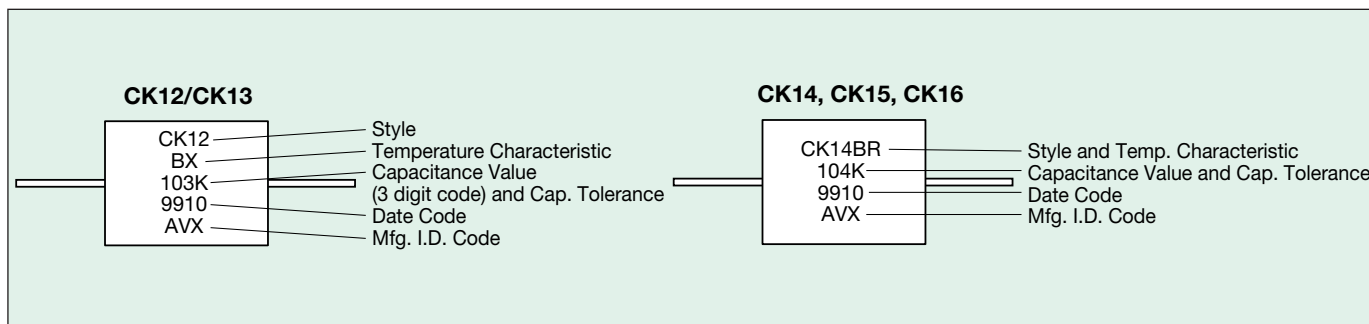 CK12/CK13
CK12
BX
103K
9910
AVX
Style
Temperature Characteristic
Capacitance Value
(3 digit code) and Cap. Tolerance
Date Code
Mfg. I.D. Code
CK14, CK15, CK16
CK14BR
104K
9910
AVX
Style and Temp. Characteristic
Capacitance Value and Cap. Tolerance
Date Code
Mfg. I.D. Code